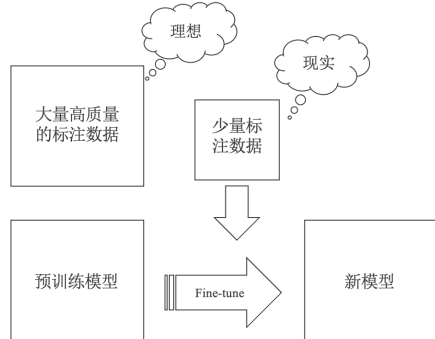 理想
现实
大量高质量
的标注数据
少量标
注数据
预训练模型
Fine-tune
新模型